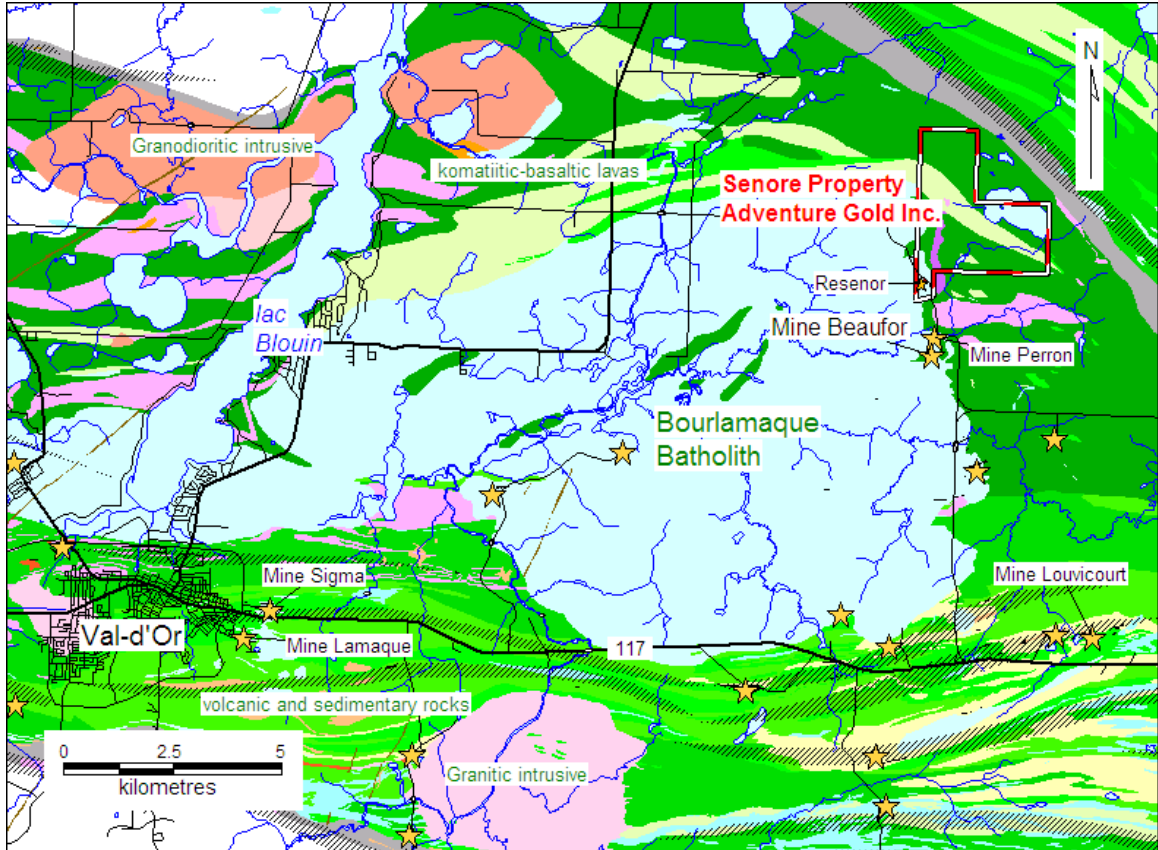 N
Granodioritic intrusive
komatiitic-basaltic lavas
Senore Property
Adventure Gold Inc.
Resenor
lac
Blouin
Mine Beaufor
Mine Perron
Bourlamaque
Batholith
Mine Sigma
Mine Louvicourt
Val-d'Or
Mine Lamaque
117
volcanic and sedimentary rocks
0 2.5 5
kilometres
Granitic intrusive